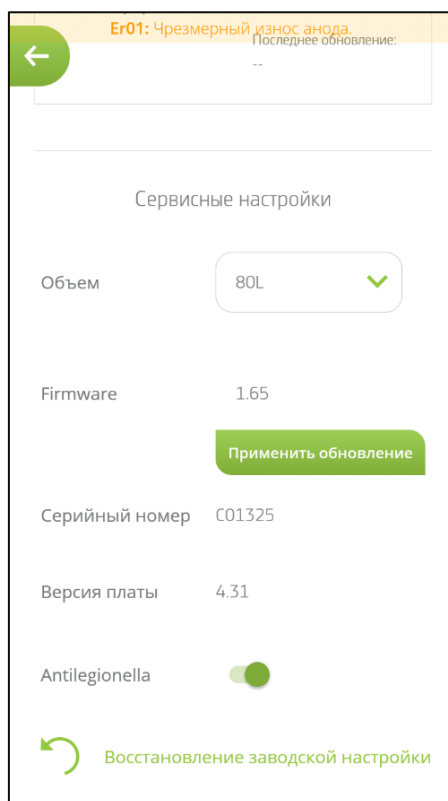 Er01: Чрезмерный износ анода.
Последнее обновление:
--
Сервисные настройки
Объем
80L
Firmware
1.65
Применить обновление
Серийный номер
C01325
Версия платы
4.31
Antilegionella
Восстановление заводской настройки